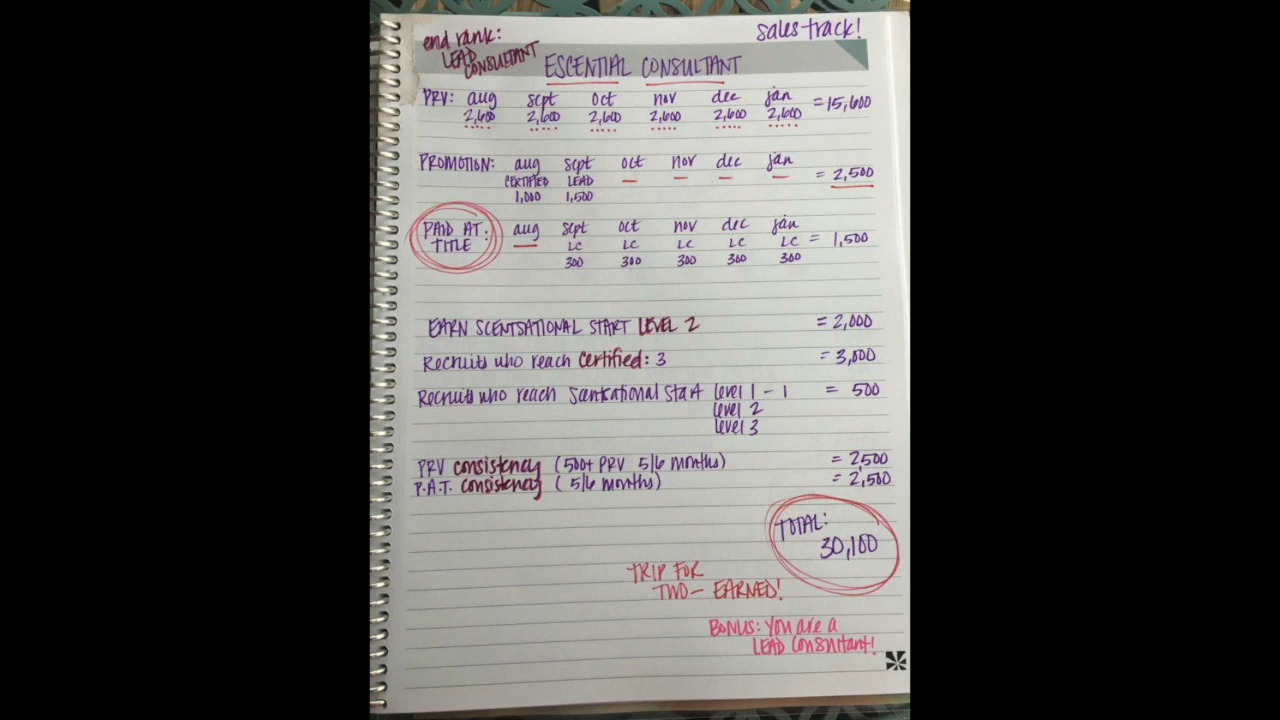 sales track!
end rank:
LEAD
CONSULTANT
ESCENTIAL CONSULTANT
PRV: aug sept oct nov dec jan = 15,600
2,600 2,600 2,600 2,600 2,600 2,600
PROMOTION: aug sept oct nov dec jan
CERTIFIED LEAD — — — — = 2,500
1,000 1,500
PAID AT: aug sept oct nov dec jan
TITLE — LC LC LC LC LC = 1,500
300 300 300 300 300
EARN SCENTSATIONAL START LEVEL 2 = 2,000
Recruits who reach certified: 3 = 3,000
Recruits who reach Scentsational Start level 1 - 1 = 500
level 2
level 3
PRV consistency (500+ PRV 5/6 months) = 2,500
P.A.T. consistency (5/6 months) = 2,500
TOTAL:
30,100
TRIP FOR
TWO - EARNED!
BONUS: You are a
LEAD Consultant!